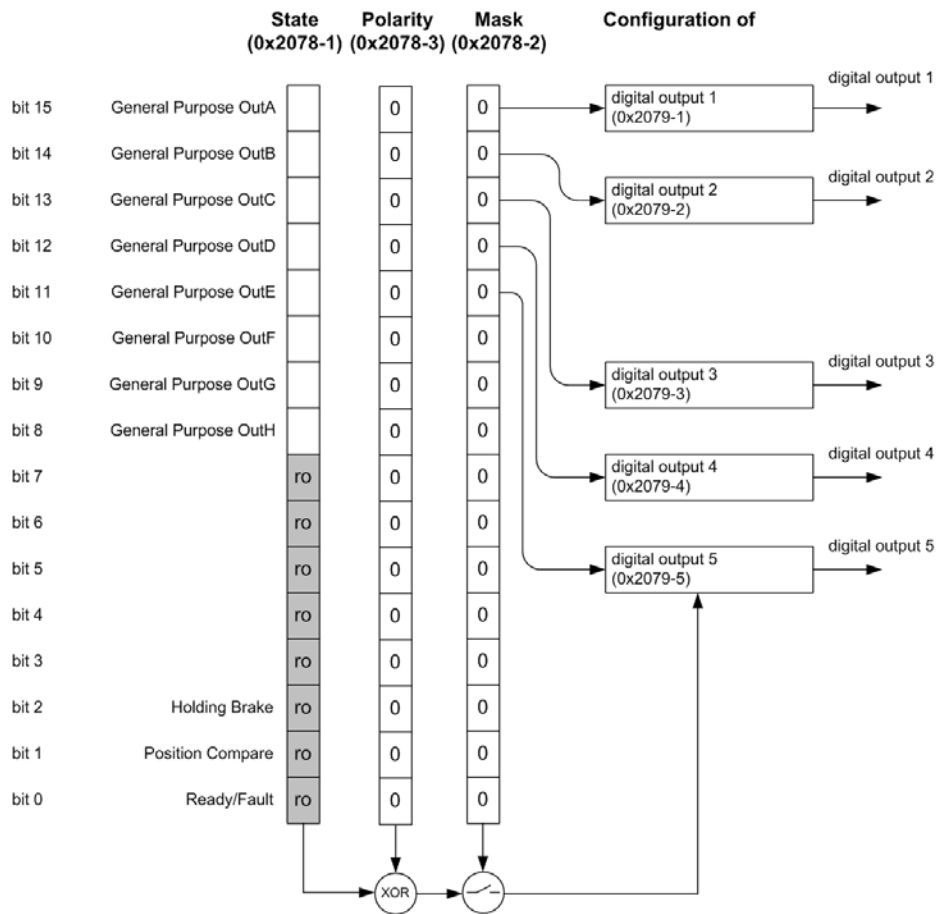 State Polarity Mask Configuration of
(0x2078-1) (0x2078-3) (0x2078-2)
digital output 1
bit 15 General Purpose OutA 0 0 digital output 1
(0x2079-1)
bit 14 General Purpose OutB 0 0
digital output 2
bit 13 General Purpose OutC 0 0 digital output 2
(0x2079-2)
bit 12 General Purpose OutD 0 0
bit 11 General Purpose OutE 0 0
bit 10 General Purpose OutF 0 0
digital output 3
bit 9 General Purpose OutG 0 0 digital output 3
(0x2079-3)
bit 8 General Purpose OutH 0 0
digital output 4
bit 7 ro 0 0 digital output 4
(0x2079-4)
bit 6 ro 0 0
digital output 5
bit 5 ro 0 0 digital output 5
(0x2079-5)
bit 4 ro 0 0
bit 3 ro 0 0
bit 2 Holding Brake ro 0 0
bit 1 Position Compare ro 0 0
bit 0 Ready/Fault ro 0 0
XOR